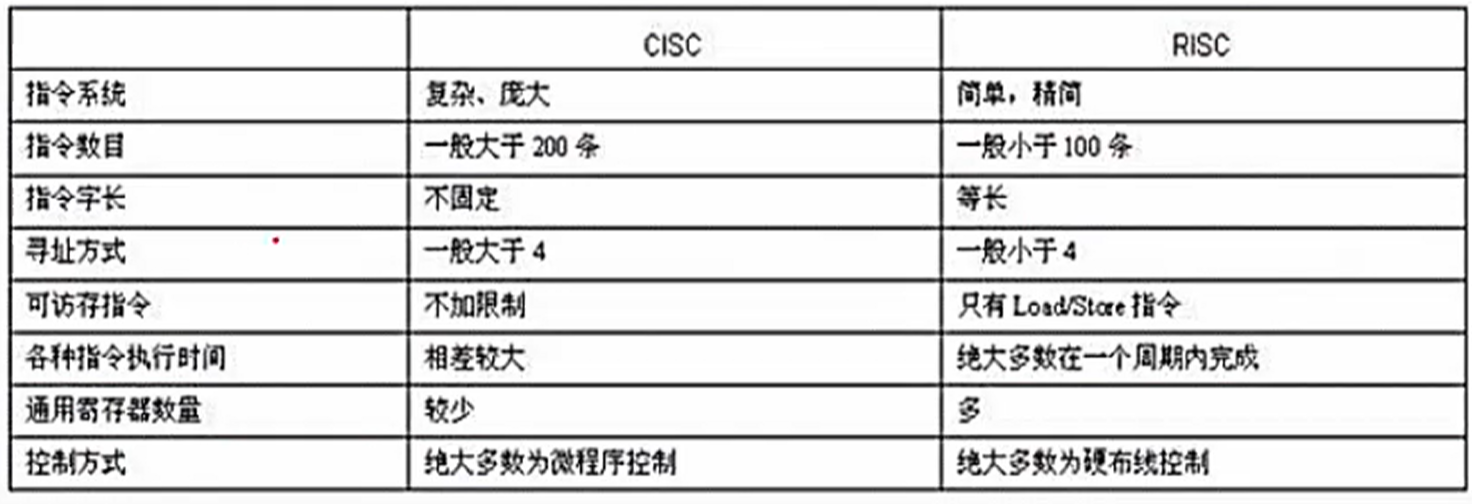 CISC RISC
指令系统 复杂、庞大 简单，精简
指令数目 一般大于 200 条 一般小于 100 条
指令字长 不固定 等长
寻址方式 一般大于 4 一般小于 4
可访存指令 不加限制 只有 Load/Store 指令
各种指令执行时间 相差较大 绝大多数在一个周期内完成
通用寄存器数量 较少 多
控制方式 绝大多数为微程序控制 绝大多数为硬布线控制